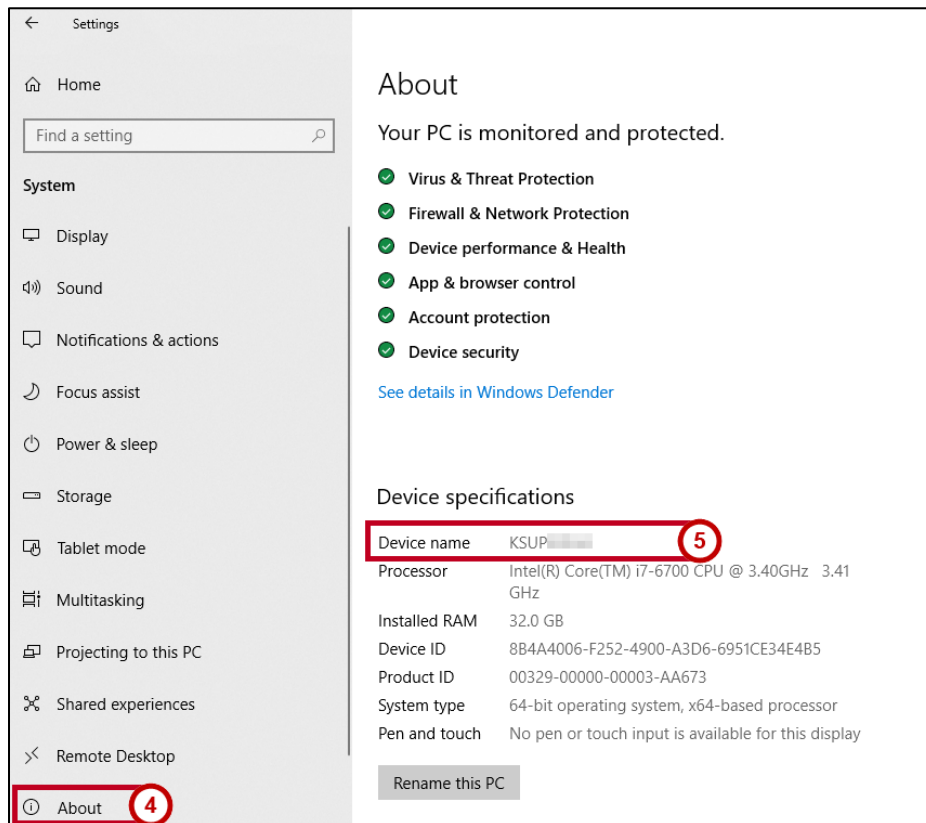 Settings
Home
Find a setting
System
Display
Sound
Notifications & actions
Focus assist
Power & sleep
Storage
Tablet mode
Multitasking
Projecting to this PC
Shared experiences
Remote Desktop
About 4
About
Your PC is monitored and protected.
Virus & Threat Protection
Firewall & Network Protection
Device performance & Health
App & browser control
Account protection
Device security
See details in Windows Defender
Device specifications
Device name KSUP 5
Processor Intel(R) Core(TM) i7-6700 CPU @ 3.40GHz 3.41
GHz
Installed RAM 32.0 GB
Device ID 8B4A4006-F252-4900-A3D6-6951CE34E4B5
Product ID 00329-00000-00003-AA673
System type 64-bit operating system, x64-based processor
Pen and touch No pen or touch input is available for this display
Rename this PC